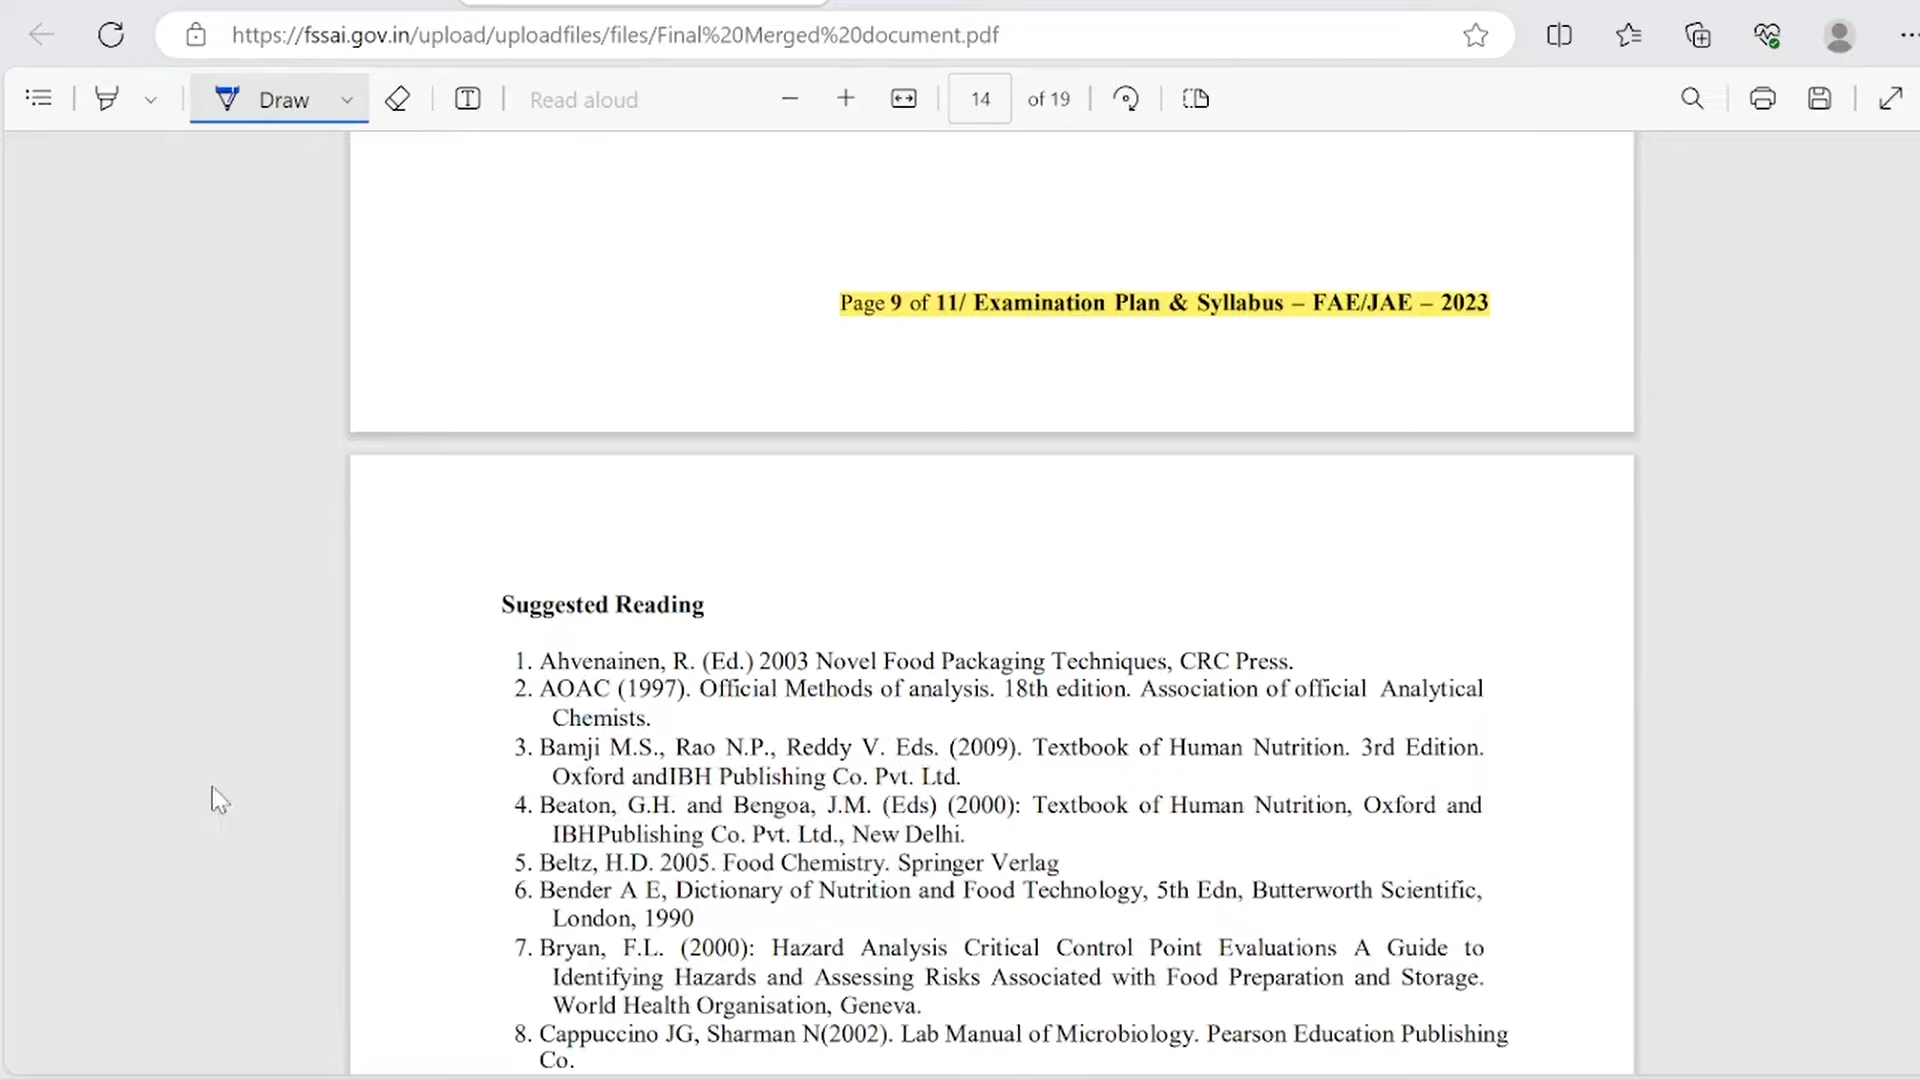 https://fssai.gov.in/upload/uploadfiles/files/Final%20Merged%20document.pdf
Draw
Read aloud
14
of 19
Page 9 of 11/ Examination Plan & Syllabus – FAE/JAE – 2023
Suggested Reading
1. Ahvenainen, R. (Ed.) 2003 Novel Food Packaging Techniques, CRC Press.
2. AOAC (1997). Official Methods of analysis. 18th edition. Association of official Analytical
Chemists.
3. Bamji M.S., Rao N.P., Reddy V. Eds. (2009). Textbook of Human Nutrition. 3rd Edition.
Oxford andIBH Publishing Co. Pvt. Ltd.
4. Beaton, G.H. and Bengoa, J.M. (Eds) (2000): Textbook of Human Nutrition, Oxford and
IBHPublishing Co. Pvt. Ltd., New Delhi.
5. Beltz, H.D. 2005. Food Chemistry. Springer Verlag
6. Bender A E, Dictionary of Nutrition and Food Technology, 5th Edn, Butterworth Scientific,
London, 1990
7. Bryan, F.L. (2000): Hazard Analysis Critical Control Point Evaluations A Guide to
Identifying Hazards and Assessing Risks Associated with Food Preparation and Storage.
World Health Organisation, Geneva.
8. Cappuccino JG, Sharman N(2002). Lab Manual of Microbiology. Pearson Education Publishing
Co.